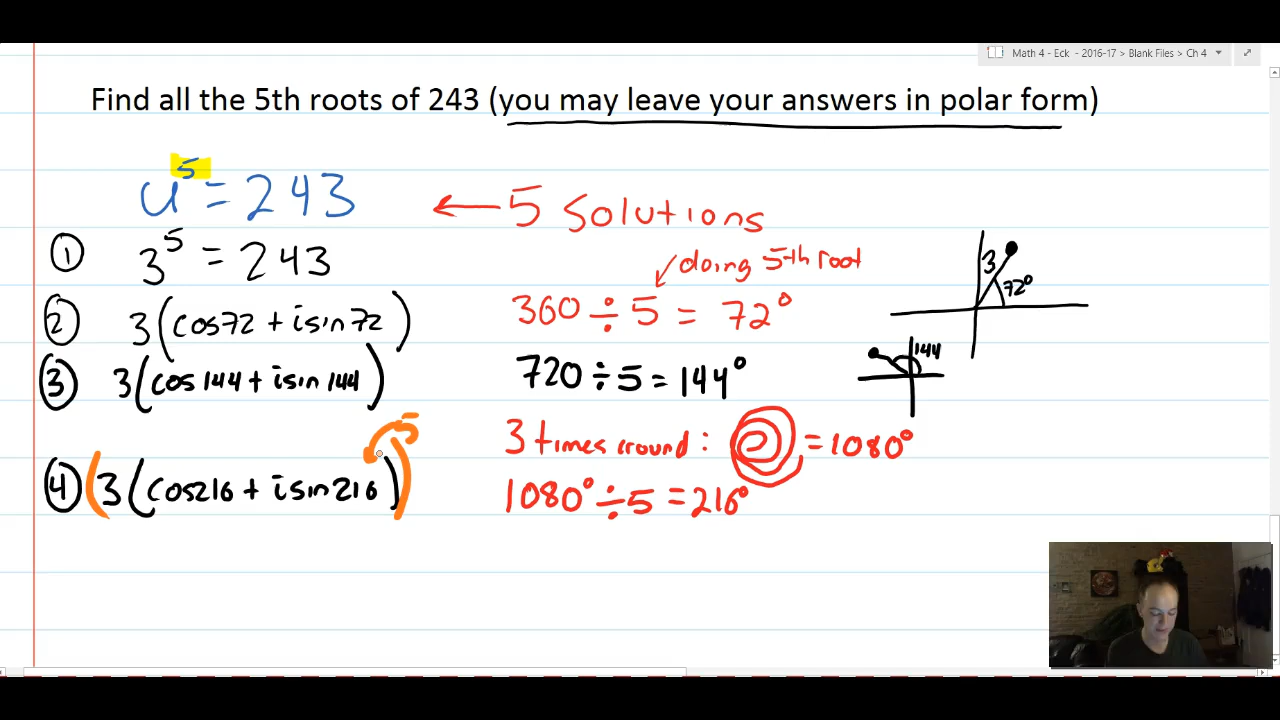 Math 4 - Eck - 2016-17 > Blank Files > Ch 4
Find all the 5th roots of 243 (you may leave your answers in polar form)
u⁵ = 243
← 5 Solutions
① 3⁵ = 243
doing 5th root
② 3(cos72 + isin72)
360 ÷ 5 = 72°
3
72°
③ 3(cos144 + isin144)
720 ÷ 5 = 144°
144
3 times around: = 1080°
④ (3(cos216 + isin216))⁵
1080° ÷ 5 = 216°